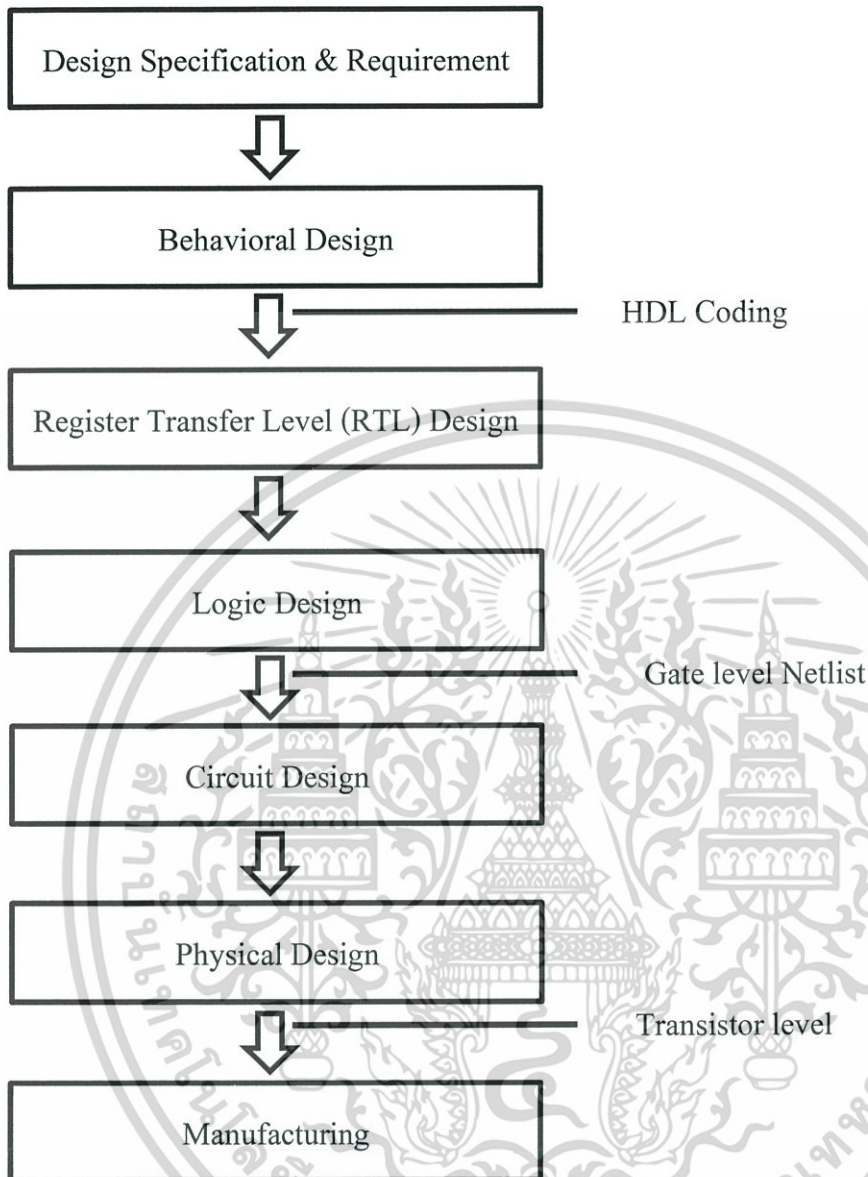 Design Specification & Requirement
Behavioral Design
HDL Coding
Register Transfer Level (RTL) Design
Logic Design
Gate level Netlist
Circuit Design
Physical Design
Transistor level
Manufacturing